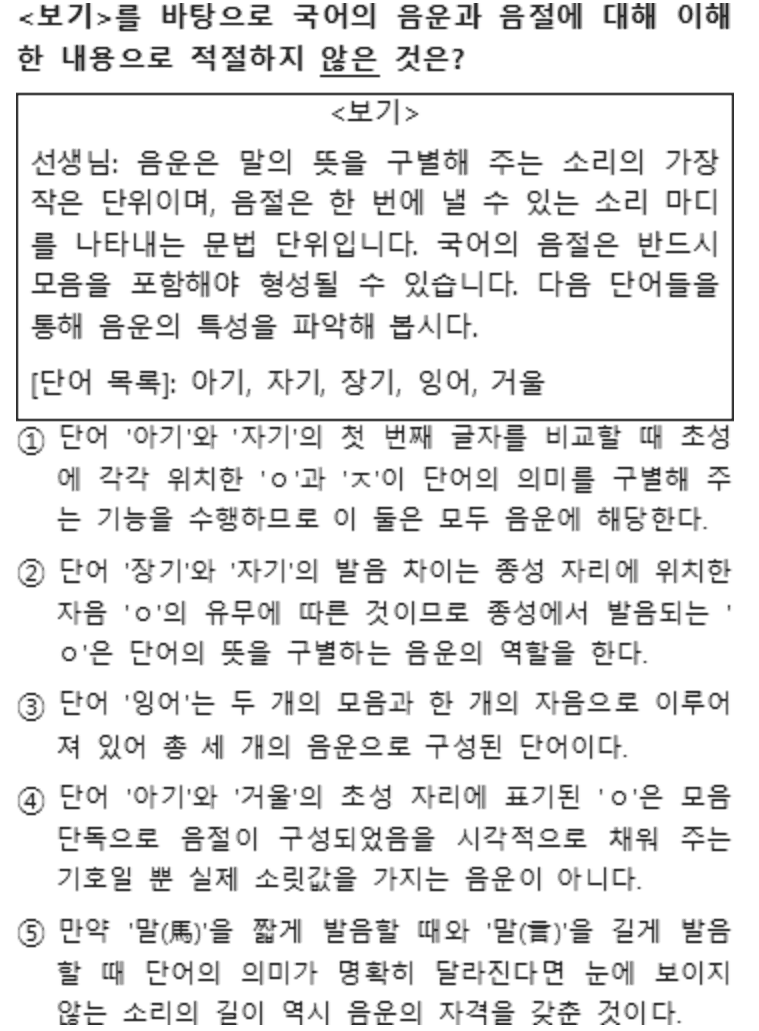 <보기>를 바탕으로 국어의 음운과 음절에 대해 이해
한 내용으로 적절하지 않은 것은?
<보기>
선생님: 음운은 말의 뜻을 구별해 주는 소리의 가장
작은 단위이며, 음절은 한 번에 낼 수 있는 소리 마디
를 나타내는 문법 단위입니다. 국어의 음절은 반드시
모음을 포함해야 형성될 수 있습니다. 다음 단어들을
통해 음운의 특성을 파악해 봅시다.
[단어 목록]: 아기, 자기, 장기, 잉어, 거울
① 단어 '아기'와 '자기'의 첫 번째 글자를 비교할 때 초성
에 각각 위치한 'ㅇ'과 'ㅈ'이 단어의 의미를 구별해 주
는 기능을 수행하므로 이 둘은 모두 음운에 해당한다.
② 단어 '장기'와 '자기'의 발음 차이는 종성 자리에 위치한
자음 'ㅇ'의 유무에 따른 것이므로 종성에서 발음되는 '
ㅇ'은 단어의 뜻을 구별하는 음운의 역할을 한다.
③ 단어 '잉어'는 두 개의 모음과 한 개의 자음으로 이루어
져 있어 총 세 개의 음운으로 구성된 단어이다.
④ 단어 '아기'와 '거울'의 초성 자리에 표기된 'ㅇ'은 모음
단독으로 음절이 구성되었음을 시각적으로 채워 주는
기호일 뿐 실제 소릿값을 가지는 음운이 아니다.
⑤ 만약 '말(馬)'을 짧게 발음할 때와 '말(言)'을 길게 발음
할 때 단어의 의미가 명확히 달라진다면 눈에 보이지
않는 소리의 길이 역시 음운의 자격을 갖춘 것이다.